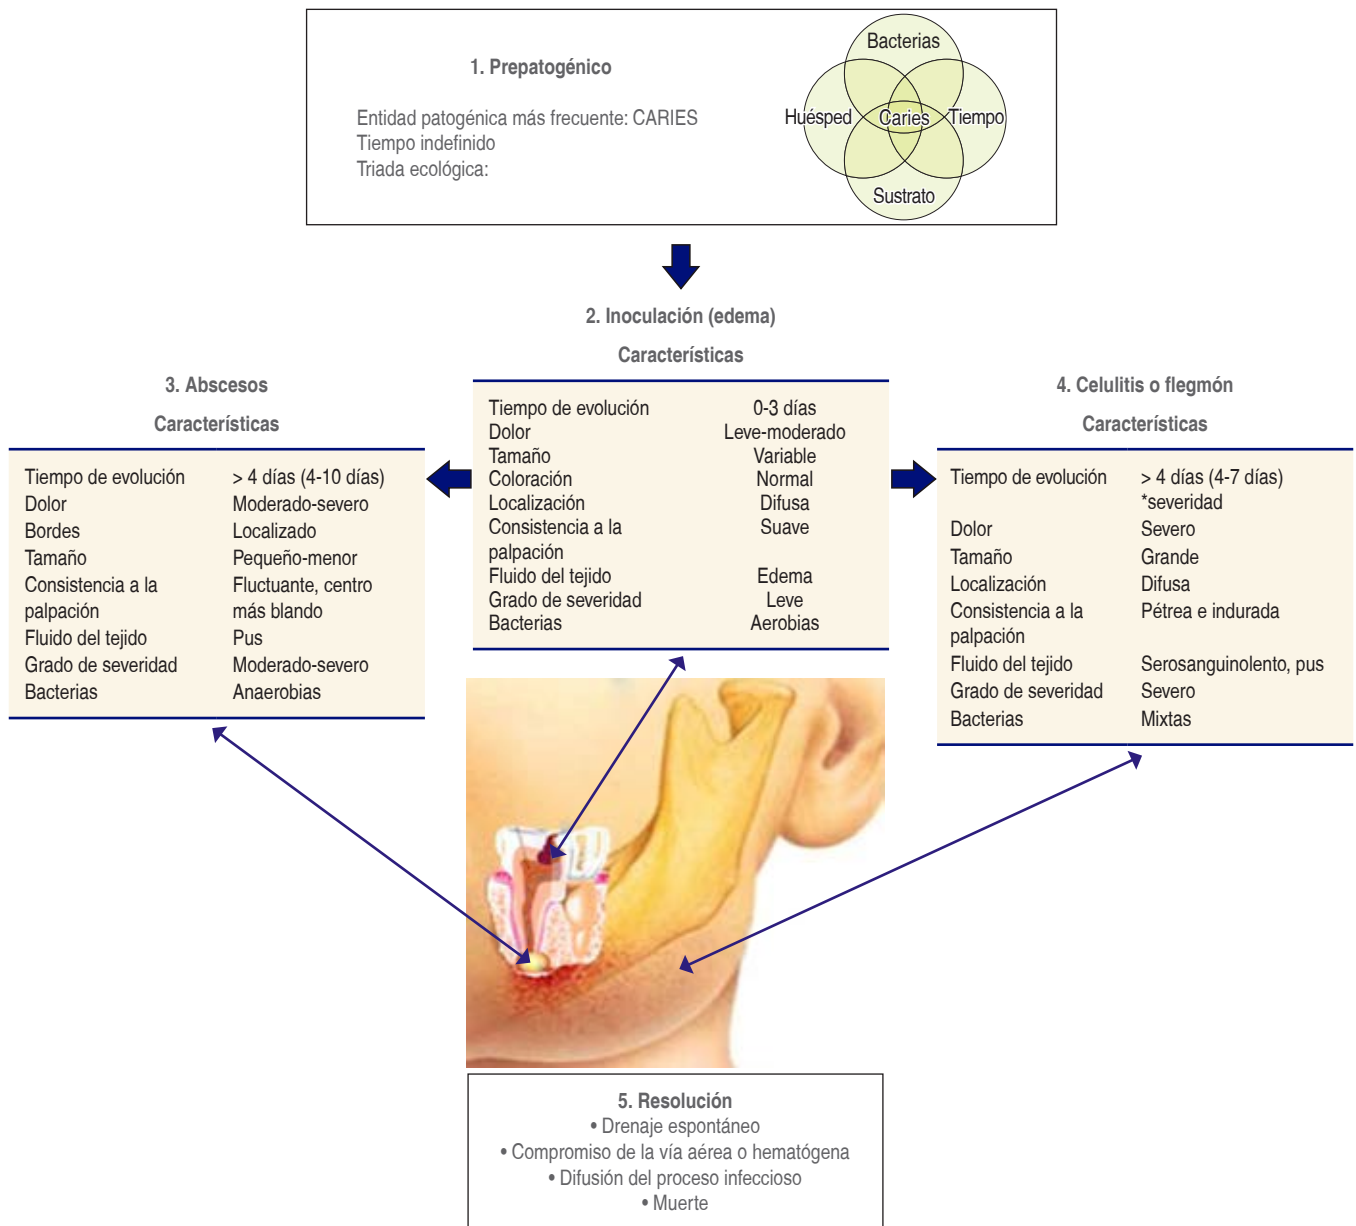 1. Prepatogénico
Entidad patogénica más frecuente: CARIES
Tiempo indefinido
Triada ecológica:
Bacterias
Huésped
Caries
Tiempo
Sustrato
2. Inoculación (edema)
Características
Tiempo de evolución 0-3 días
Dolor Leve-moderado
Tamaño Variable
Coloración Normal
Localización Difusa
Consistencia a la Suave
palpación
Fluido del tejido Edema
Grado de severidad Leve
Bacterias Aerobias
3. Abscesos
Características
Tiempo de evolución > 4 días (4-10 días)
Dolor Moderado-severo
Bordes Localizado
Tamaño Pequeño-menor
Consistencia a la Fluctuante, centro
palpación más blando
Fluido del tejido Pus
Grado de severidad Moderado-severo
Bacterias Anaerobias
4. Celulitis o flegmón
Características
Tiempo de evolución > 4 días (4-7 días)
*severidad
Dolor Severo
Tamaño Grande
Localización Difusa
Consistencia a la Pétrea e indurada
palpación
Fluido del tejido Serosanguinolento, pus
Grado de severidad Severo
Bacterias Mixtas
5. Resolución
• Drenaje espontáneo
• Compromiso de la vía aérea o hematógena
• Difusión del proceso infeccioso
• Muerte